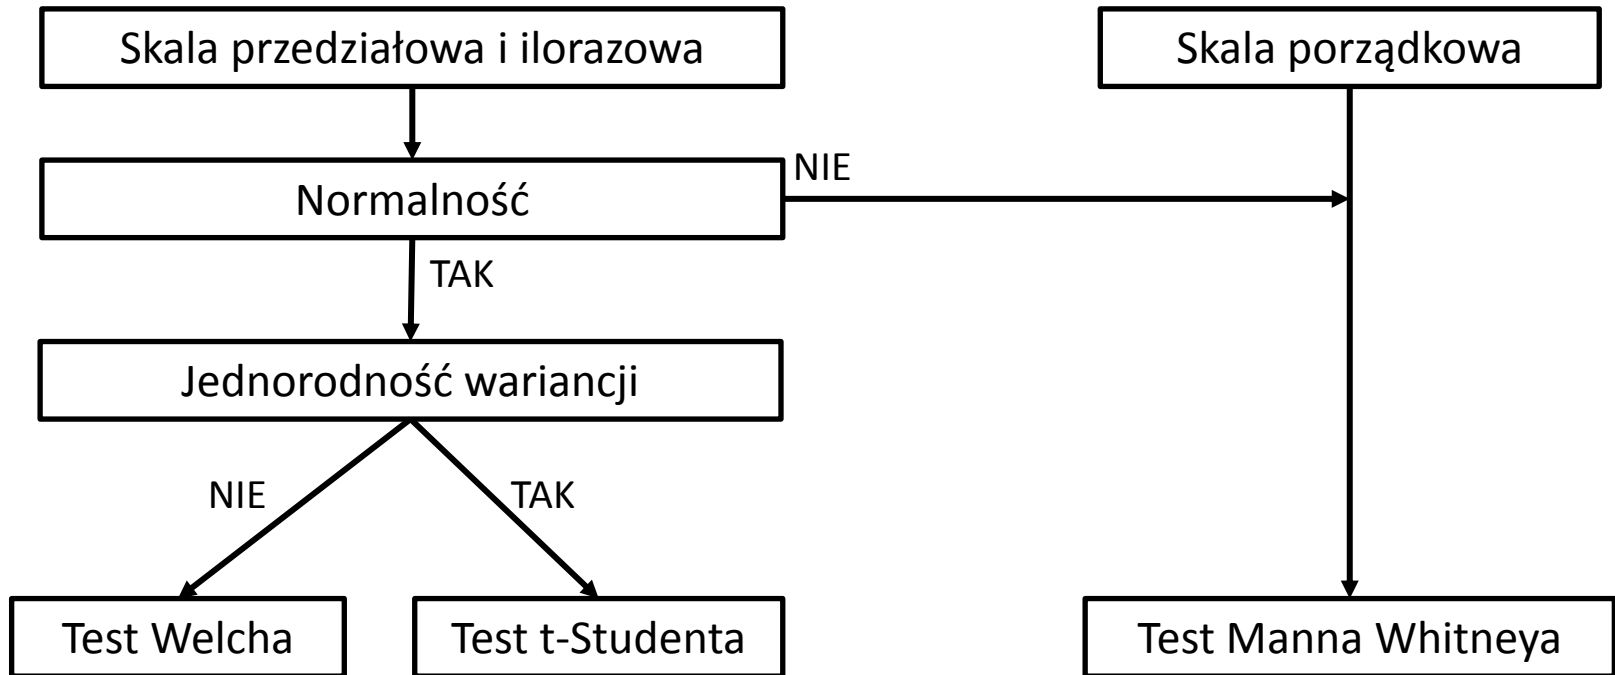 Skala przedziałowa i ilorazowa
Skala porządkowa
NIE
Normalność
TAK
Jednorodność wariancji
NIE
TAK
Test Welcha
Test t-Studenta
Test Manna Whitneya